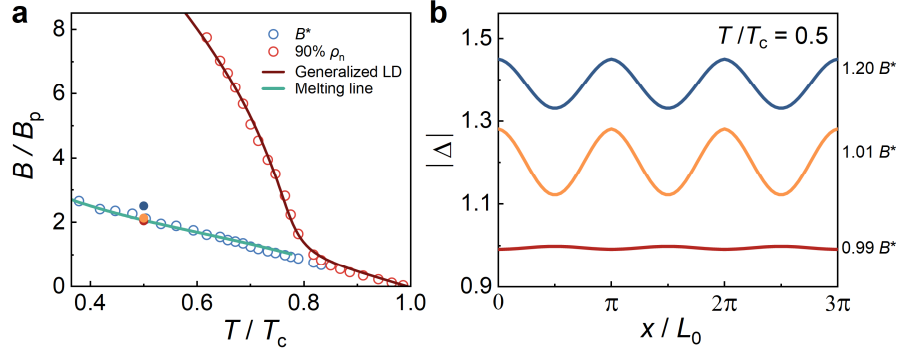 a
B / Bp
8
6
4
2
0
0.4
0.6
0.8
1.0
T / Tc
B*
90% ρn
Generalized LD
Melting line
b
|Δ|
1.5
1.3
1.1
0.9
0
π
2π
3π
x / L0
T / Tc = 0.5
1.20 B*
1.01 B*
0.99 B*